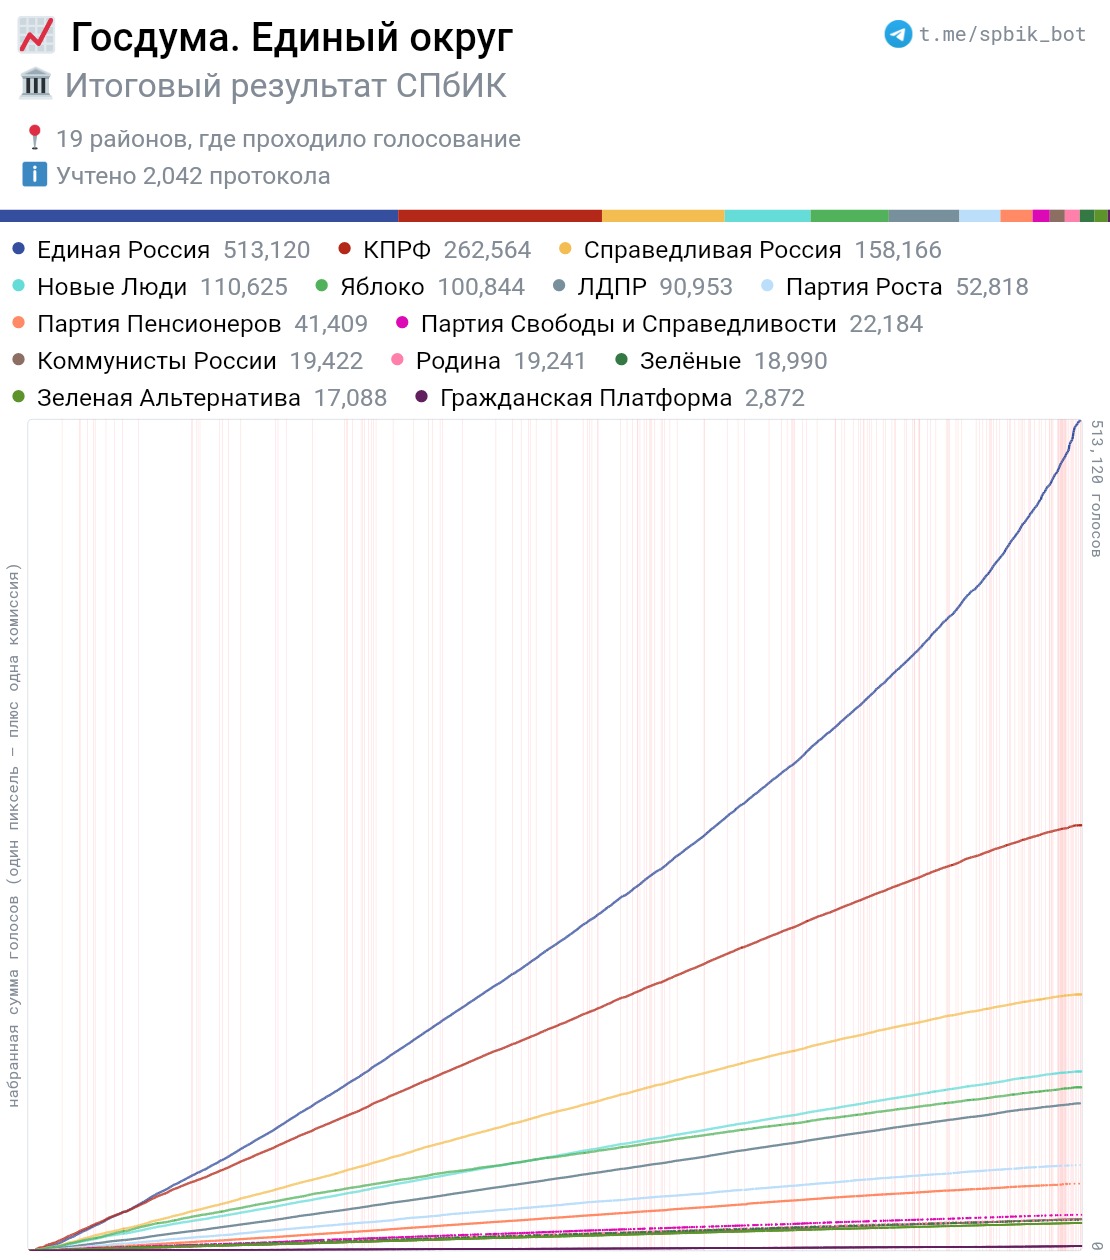 Госдума. Единый округ
t.me/spbik_bot
Итоговый результат СПбИК
19 районов, где проходило голосование
Учтено 2,042 протокола
Единая Россия 513,120 КПРФ 262,564 Справедливая Россия 158,166
Новые Люди 110,625 Яблоко 100,844 ЛДПР 90,953 Партия Роста 52,818
Партия Пенсионеров 41,409 Партия Свободы и Справедливости 22,184
Коммунисты России 19,422 Родина 19,241 Зелёные 18,990
Зеленая Альтернатива 17,088 Гражданская Платформа 2,872
513,120 голосов
набранная сумма голосов (один пиксель — плюс одна комиссия)
0